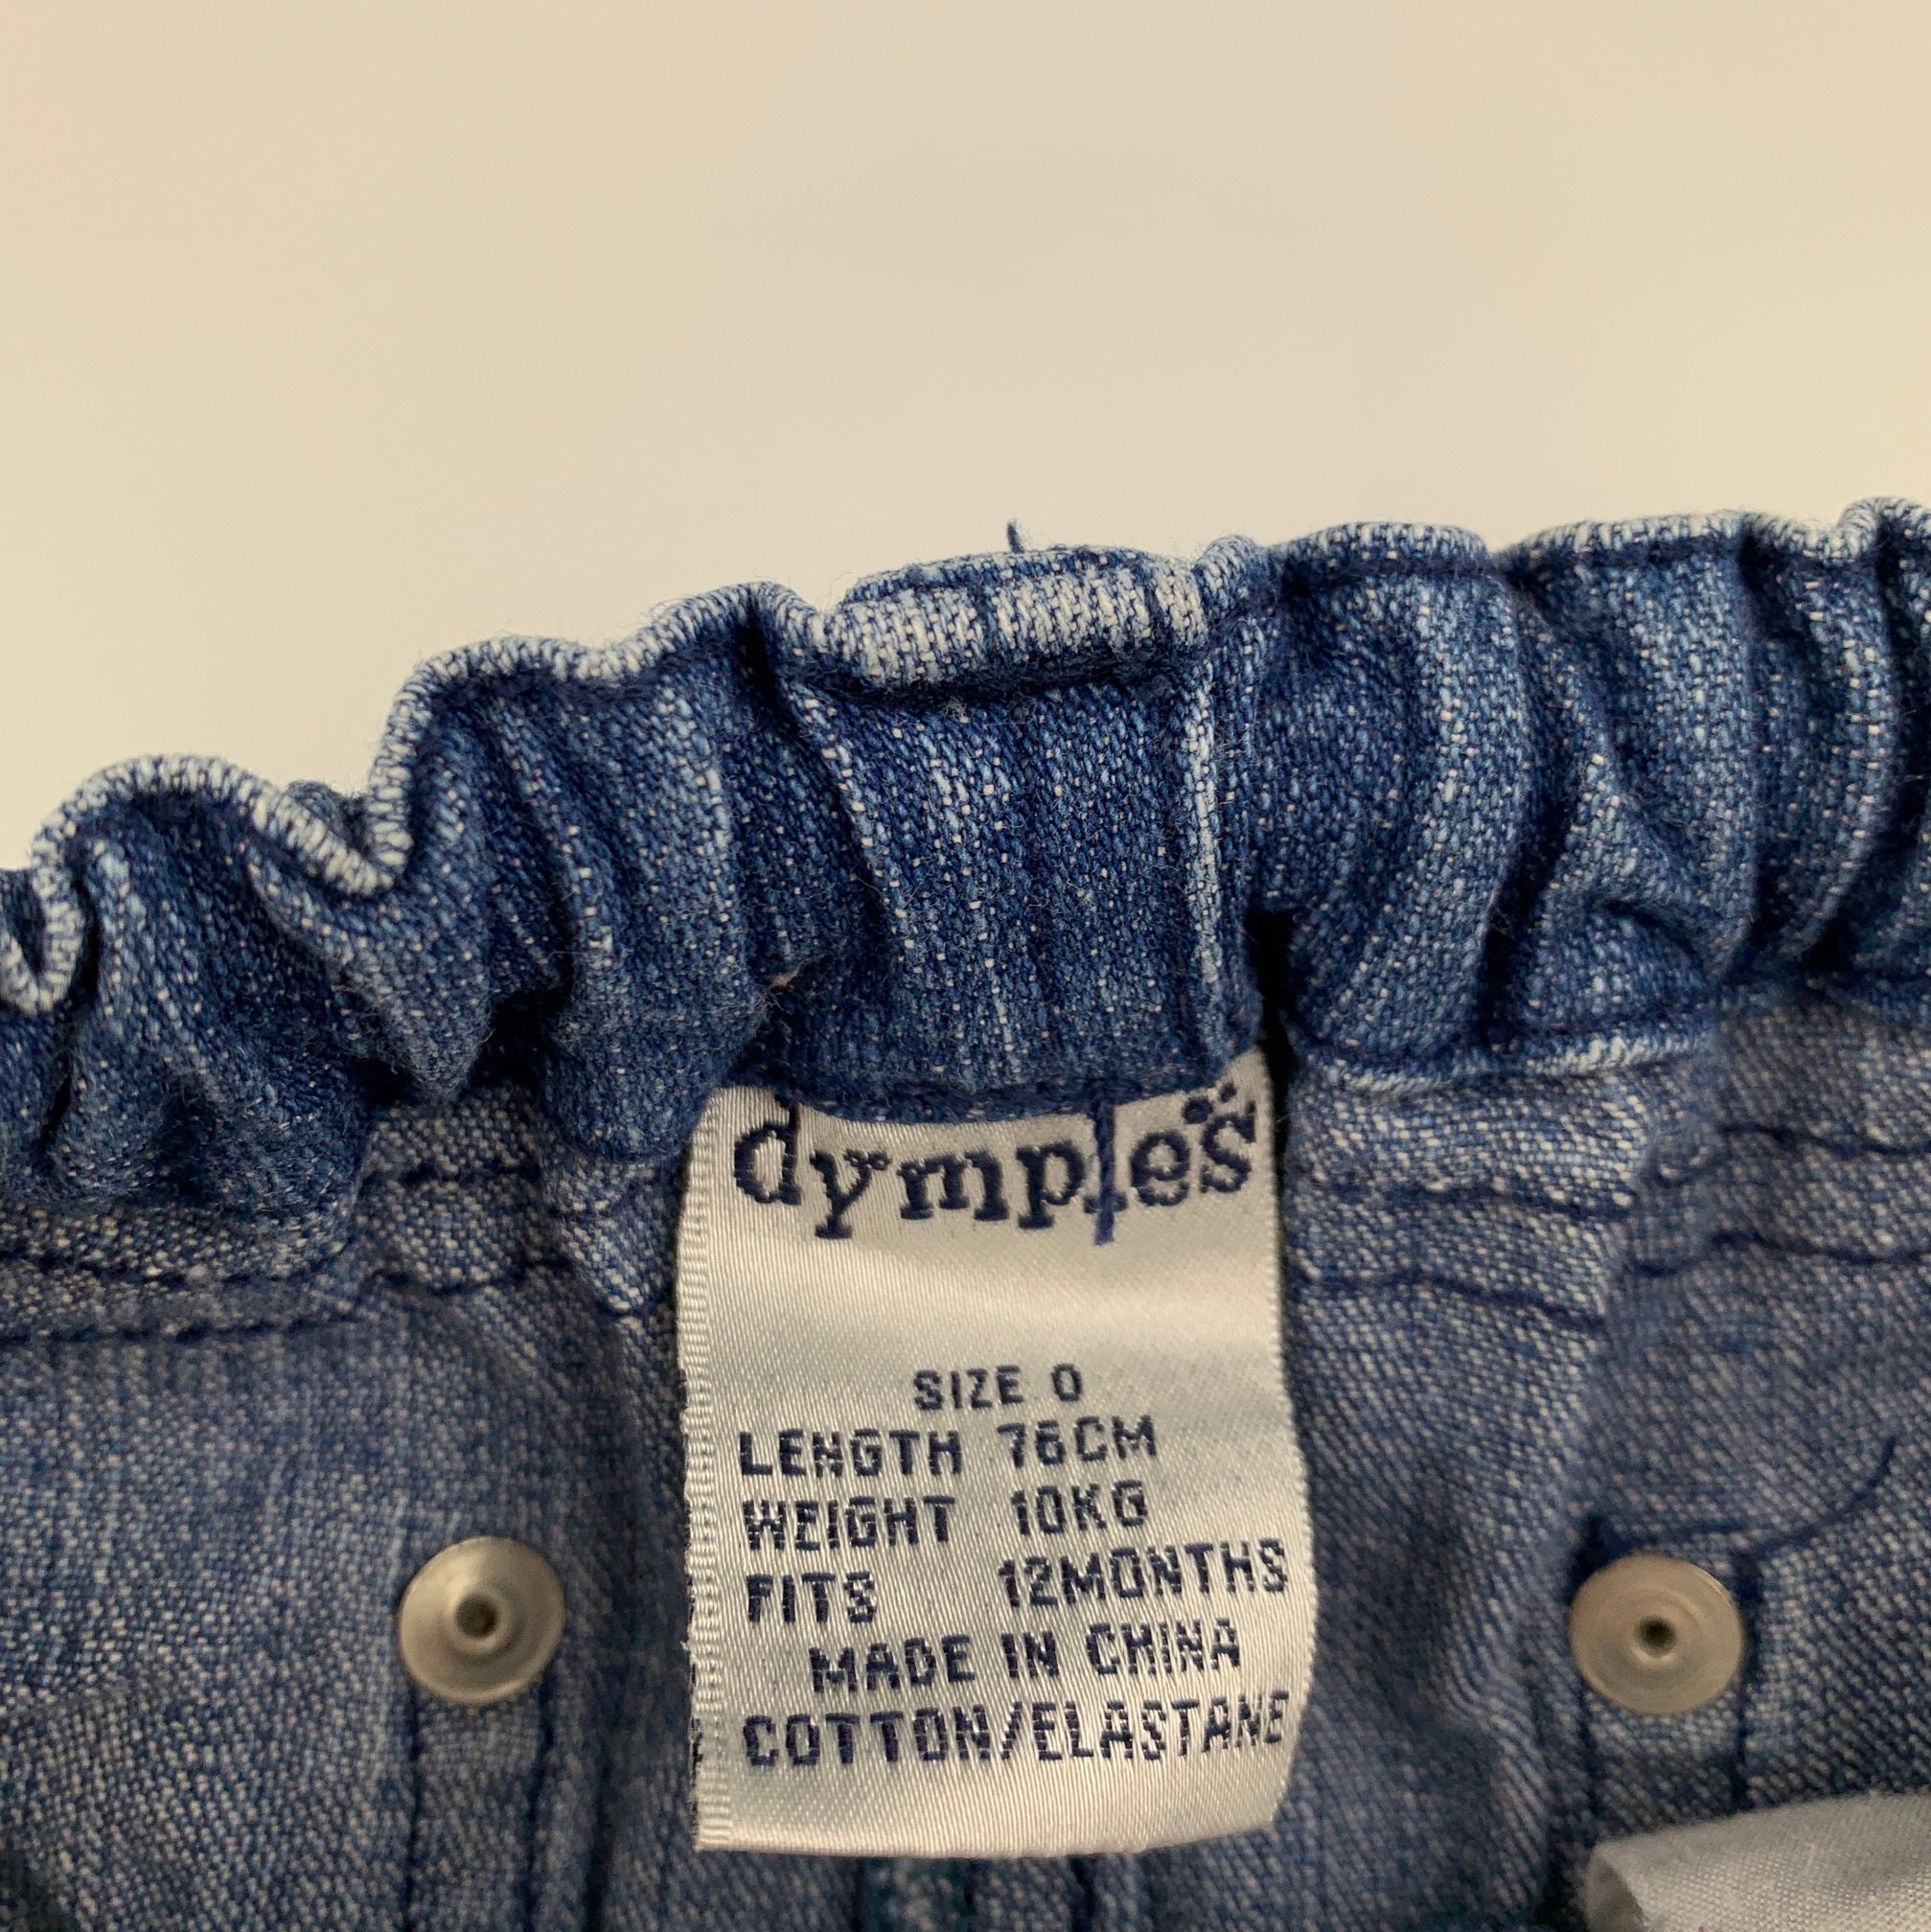 dymples
SIZE 0
LENGTH 76CM
WEIGHT 10KG
FITS 12MONTHS
MADE IN CHINA
COTTON/ELASTANE